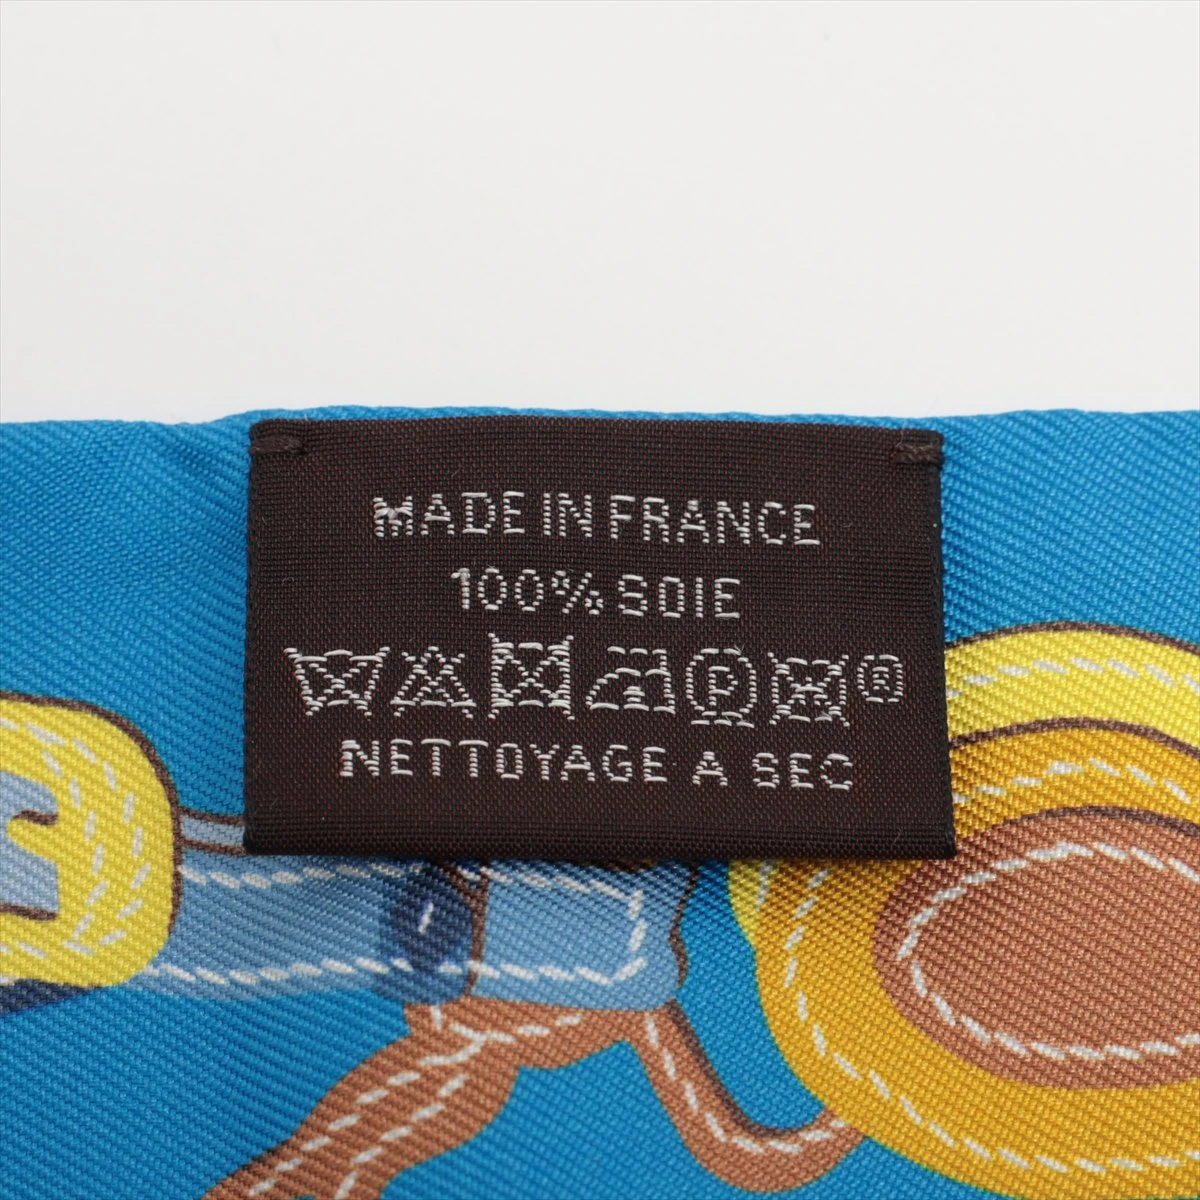 MADE IN FRANCE
100% SOIE
P
NETTOYAGE A SEC